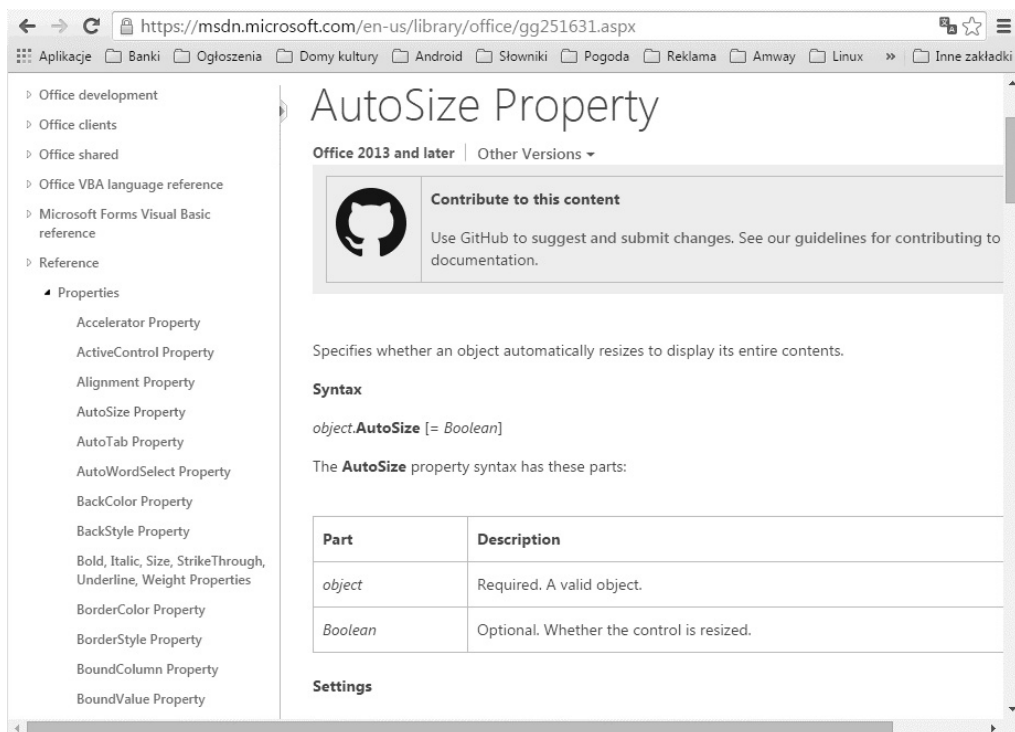 https://msdn.microsoft.com/en-us/library/office/gg251631.aspx
Aplikacje Banki Ogłoszenia Domy kultury Android Słowniki Pogoda Reklama Amway Linux » Inne zakładki
Office development
Office clients
Office shared
Office VBA language reference
Microsoft Forms Visual Basic
reference
Reference
Properties
Accelerator Property
ActiveControl Property
Alignment Property
AutoSize Property
AutoTab Property
AutoWordSelect Property
BackColor Property
BackStyle Property
Bold, Italic, Size, StrikeThrough,
Underline, Weight Properties
BorderColor Property
BorderStyle Property
BoundColumn Property
BoundValue Property
AutoSize Property
Office 2013 and later Other Versions
Contribute to this content
Use GitHub to suggest and submit changes. See our guidelines for contributing to
documentation.
Specifies whether an object automatically resizes to display its entire contents.
Syntax
object.AutoSize [= Boolean]
The AutoSize property syntax has these parts:
Part Description
object Required. A valid object.
Boolean Optional. Whether the control is resized.
Settings